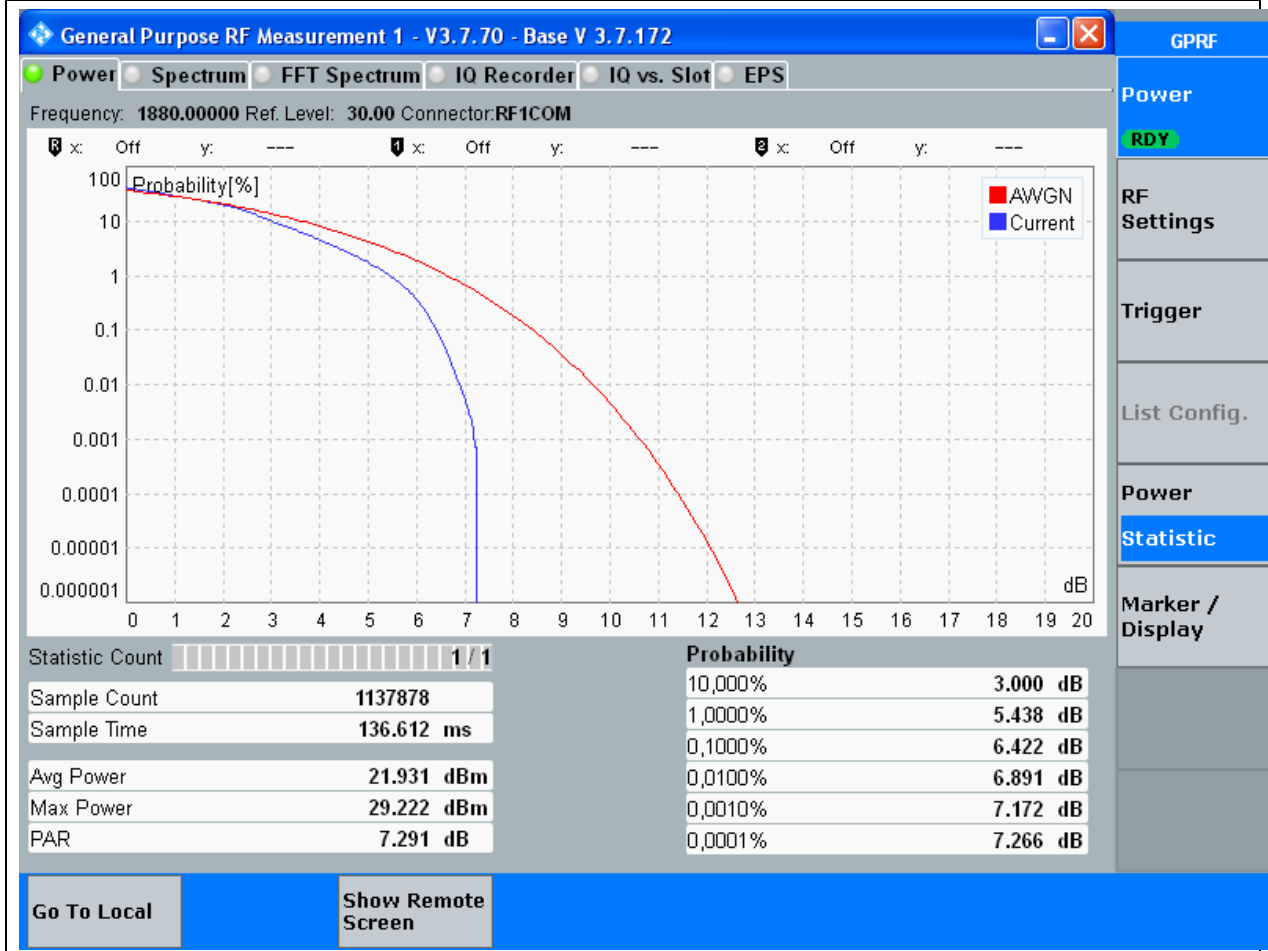 General Purpose RF Measurement 1 - V3.7.70 - Base V 3.7.172
GPRF
Power Spectrum FFT Spectrum IQ Recorder IQ vs. Slot EPS
Frequency: 1880.00000 Ref. Level: 30.00 Connector:RF1COM
R x: Off y: --- 1 x: Off y: --- 2 x: Off y: ---
Probability[%]
AWGN
Current
100
10
1
0.1
0.01
0.001
0.0001
0.00001
0.000001
dB
0 1 2 3 4 5 6 7 8 9 10 11 12 13 14 15 16 17 18 19 20
Statistic Count 1 / 1
Sample Count 1137878
Sample Time 136.612 ms
Avg Power 21.931 dBm
Max Power 29.222 dBm
PAR 7.291 dB
Probability
10,000% 3.000 dB
1,0000% 5.438 dB
0,1000% 6.422 dB
0,0100% 6.891 dB
0,0010% 7.172 dB
0,0001% 7.266 dB
Power
RDY
RF
Settings
Trigger
List Config.
Power
Statistic
Marker /
Display
Go To Local
Show Remote
Screen